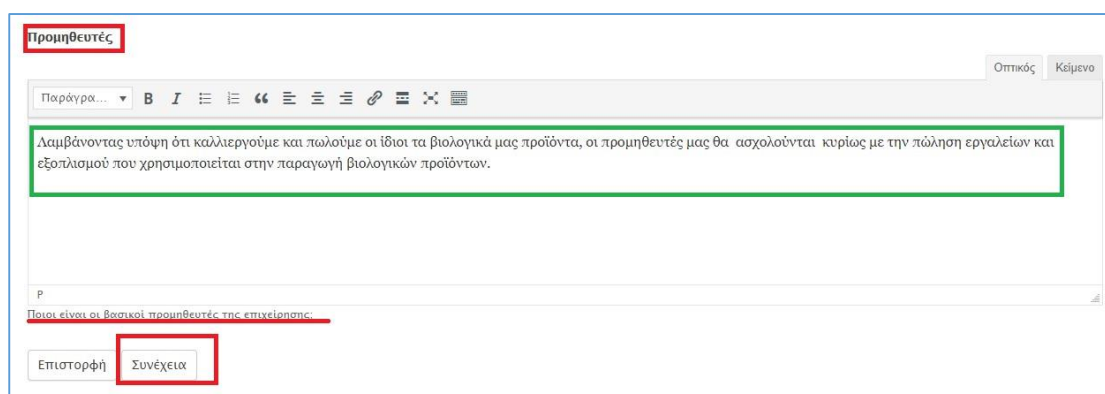 Προμηθευτές
Οπτικός Κείμενο
Παράγρα... B I
Λαμβάνοντας υπόψη ότι καλλιεργούμε και πωλούμε οι ίδιοι τα βιολογικά μας προϊόντα, οι προμηθευτές μας θα ασχολούνται κυρίως με την πώληση εργαλείων και
εξοπλισμού που χρησιμοποιείται στην παραγωγή βιολογικών προϊόντων.
P
Ποιοι είναι οι βασικοί προμηθευτές της επιχείρησης;
Επιστορφή Συνέχεια